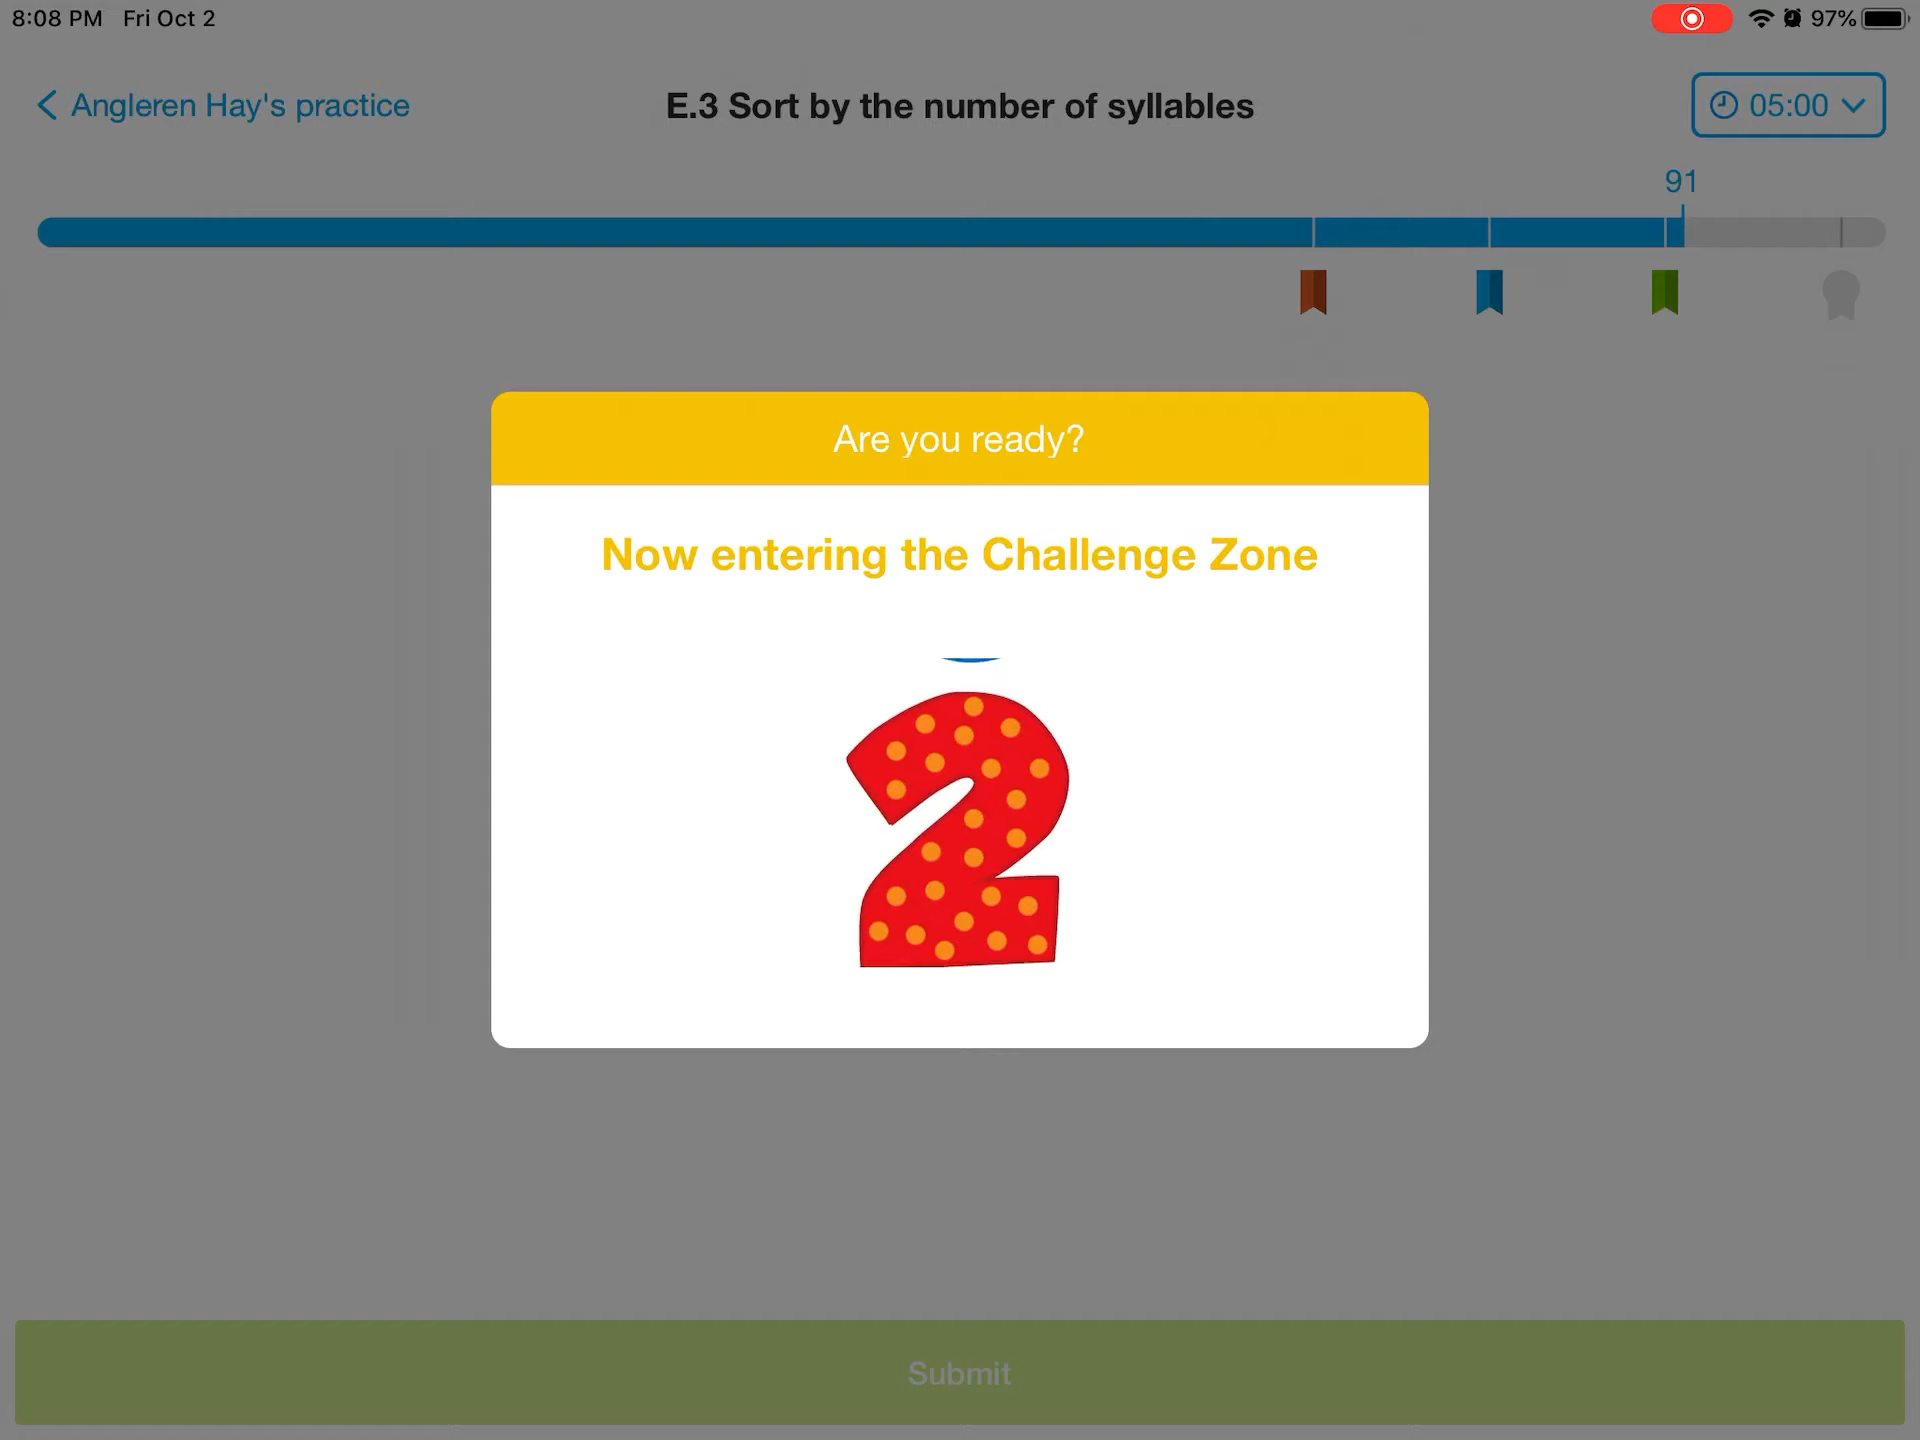 8:08 PM Fri Oct 2
97%
Angleren Hay's practice
E.3 Sort by the number of syllables
05:00
91
Are you ready?
Now entering the Challenge Zone
2
Submit